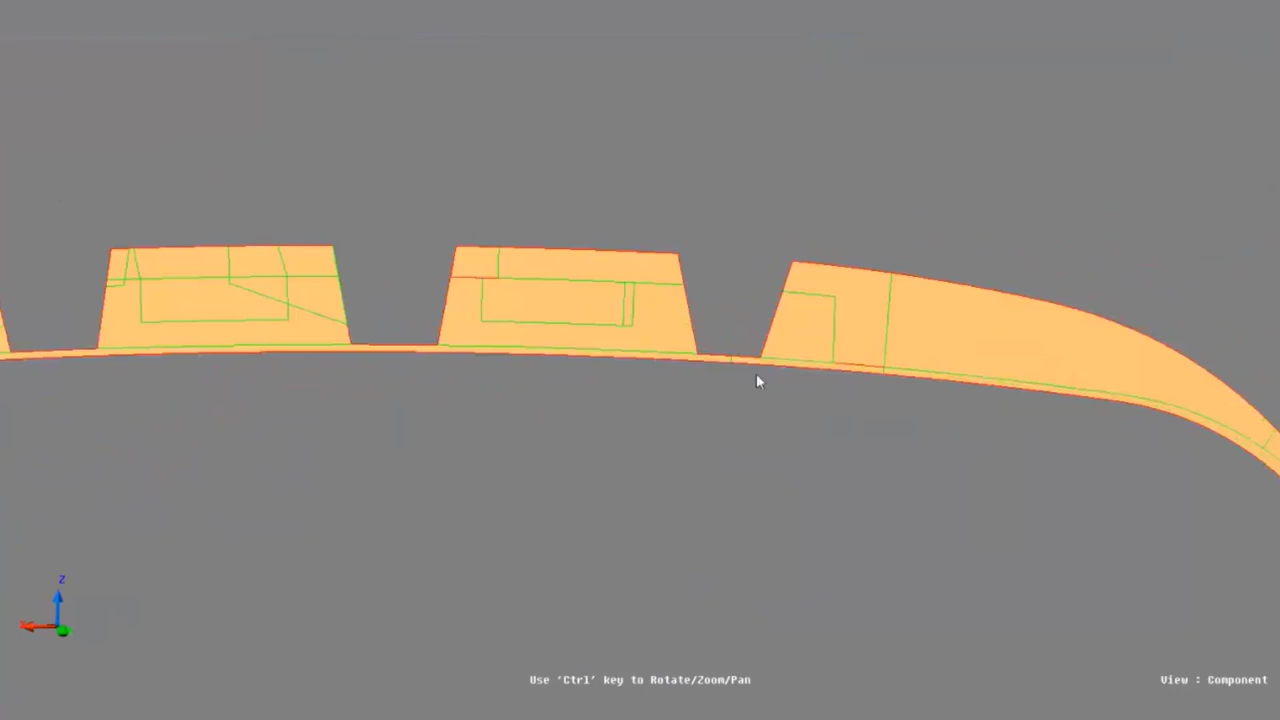 Z
X
Use 'Ctrl' key to Rotate/Zoom/Pan
View : Component